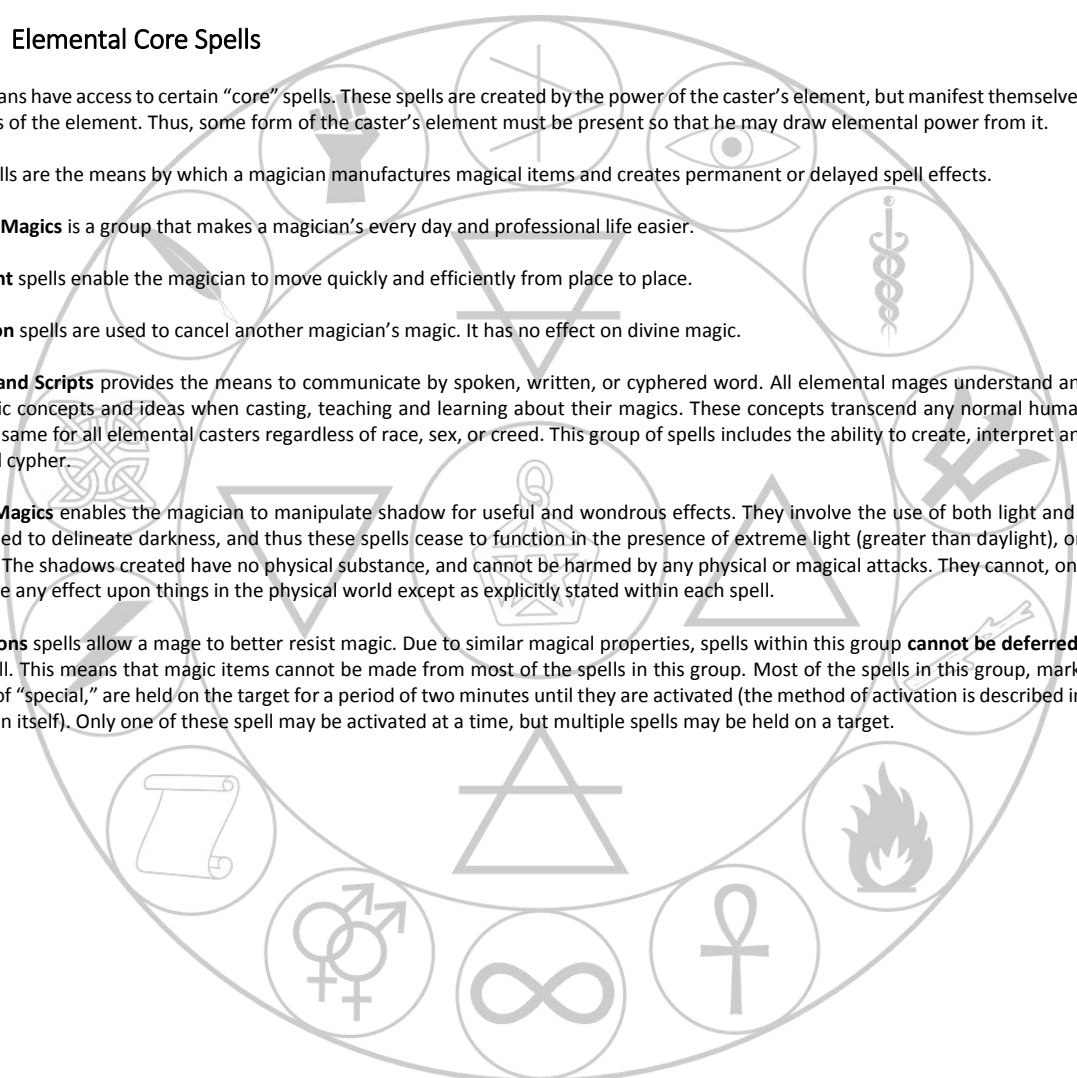 Elemental Core Spells
ans have access to certain “core” spells. These spells are created by the power of the caster’s element, but manifest themselve
s of the element. Thus, some form of the caster’s element must be present so that he may draw elemental power from it.
lls are the means by which a magician manufactures magical items and creates permanent or delayed spell effects.
Magics is a group that makes a magician’s every day and professional life easier.
nt spells enable the magician to move quickly and efficiently from place to place.
on spells are used to cancel another magician’s magic. It has no effect on divine magic.
and Scripts provides the means to communicate by spoken, written, or cyphered word. All elemental mages understand an
ic concepts and ideas when casting, teaching and learning about their magics. These concepts transcend any normal huma
same for all elemental casters regardless of race, sex, or creed. This group of spells includes the ability to create, interpret an
l cypher.
Magics enables the magician to manipulate shadow for useful and wondrous effects. They involve the use of both light and
ed to delineate darkness, and thus these spells cease to function in the presence of extreme light (greater than daylight), o
The shadows created have no physical substance, and cannot be harmed by any physical or magical attacks. They cannot, on
e any effect upon things in the physical world except as explicitly stated within each spell.
ons spells allow a mage to better resist magic. Due to similar magical properties, spells within this group cannot be deferred
ll. This means that magic items cannot be made from most of the spells in this group. Most of the spells in this group, mark
of “special,” are held on the target for a period of two minutes until they are activated (the method of activation is described i
n itself). Only one of these spell may be activated at a time, but multiple spells may be held on a target.